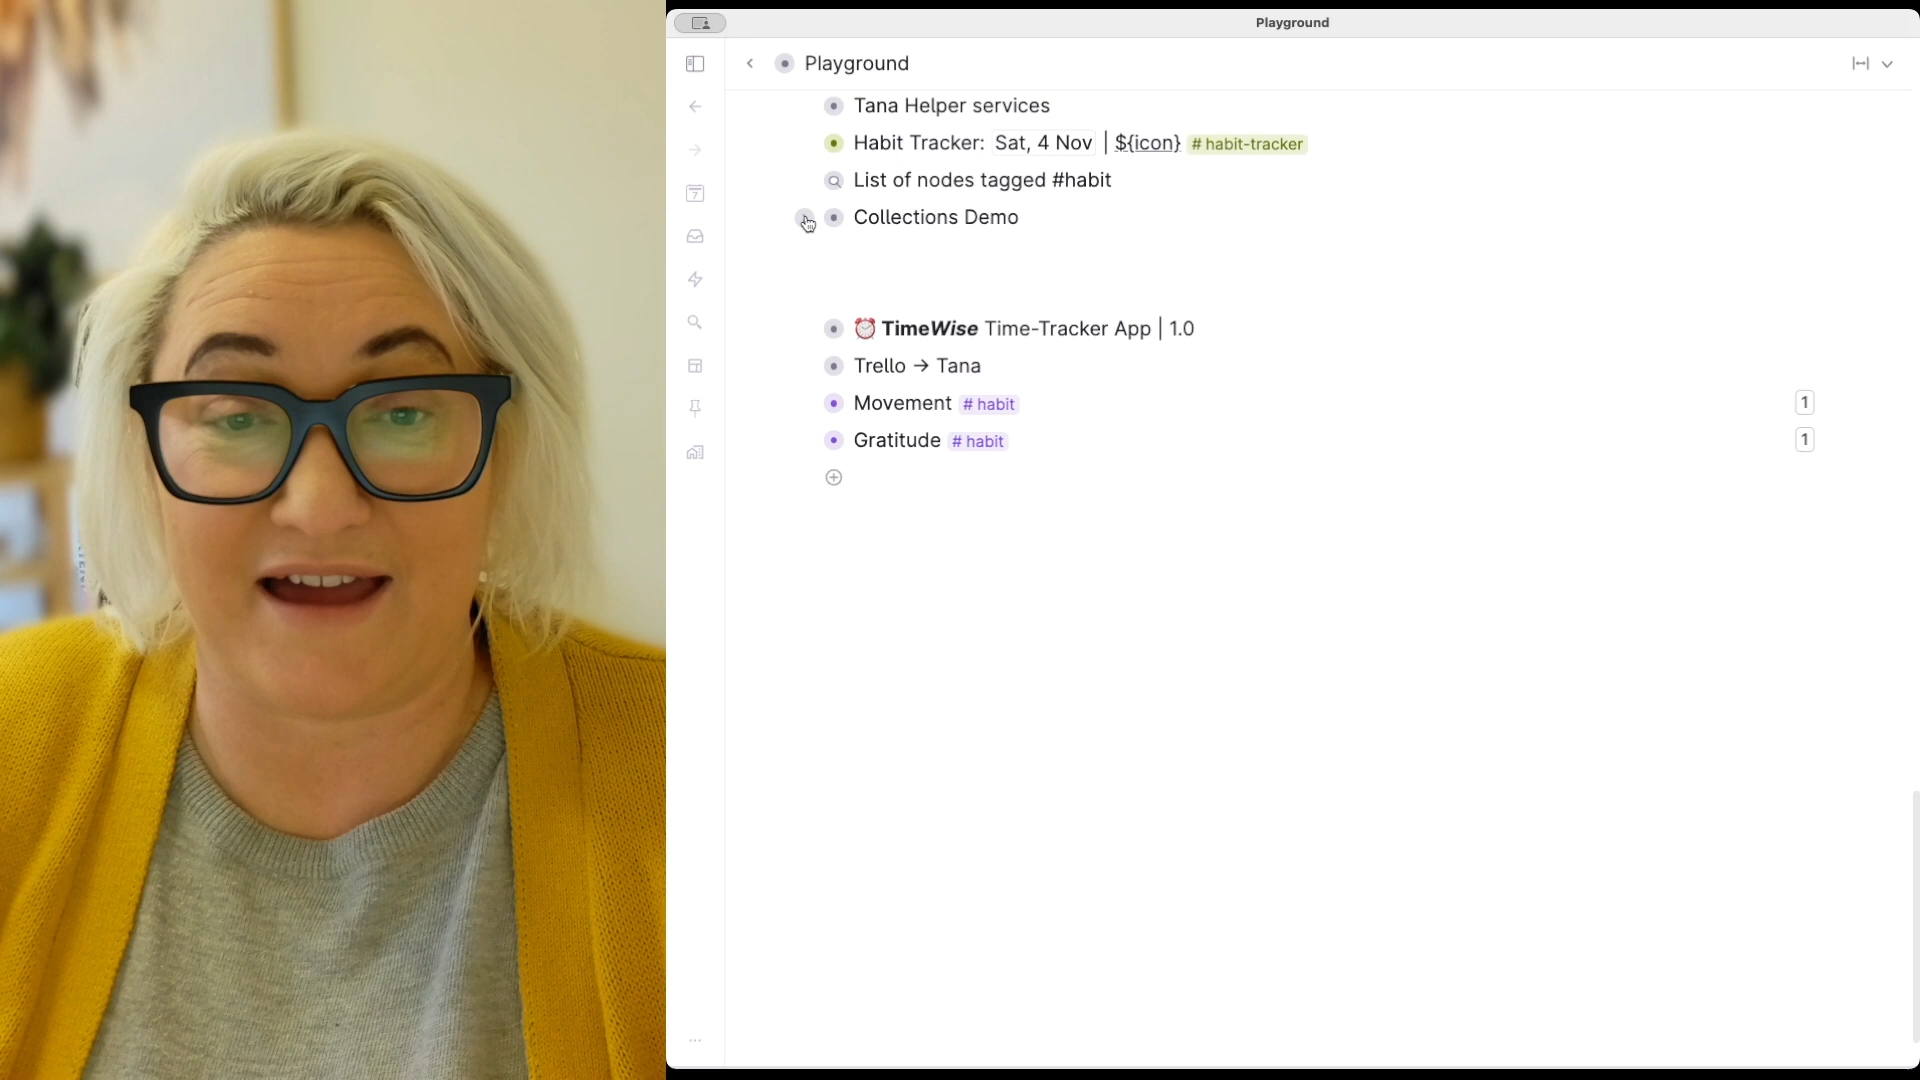 Playground
Playground
7
Tana Helper services
Habit Tracker: Sat, 4 Nov | ${icon} # habit-tracker
List of nodes tagged #habit
Collections Demo
⏰ TimeWise Time-Tracker App | 1.0
Trello → Tana
Movement # habit 1
Gratitude # habit 1